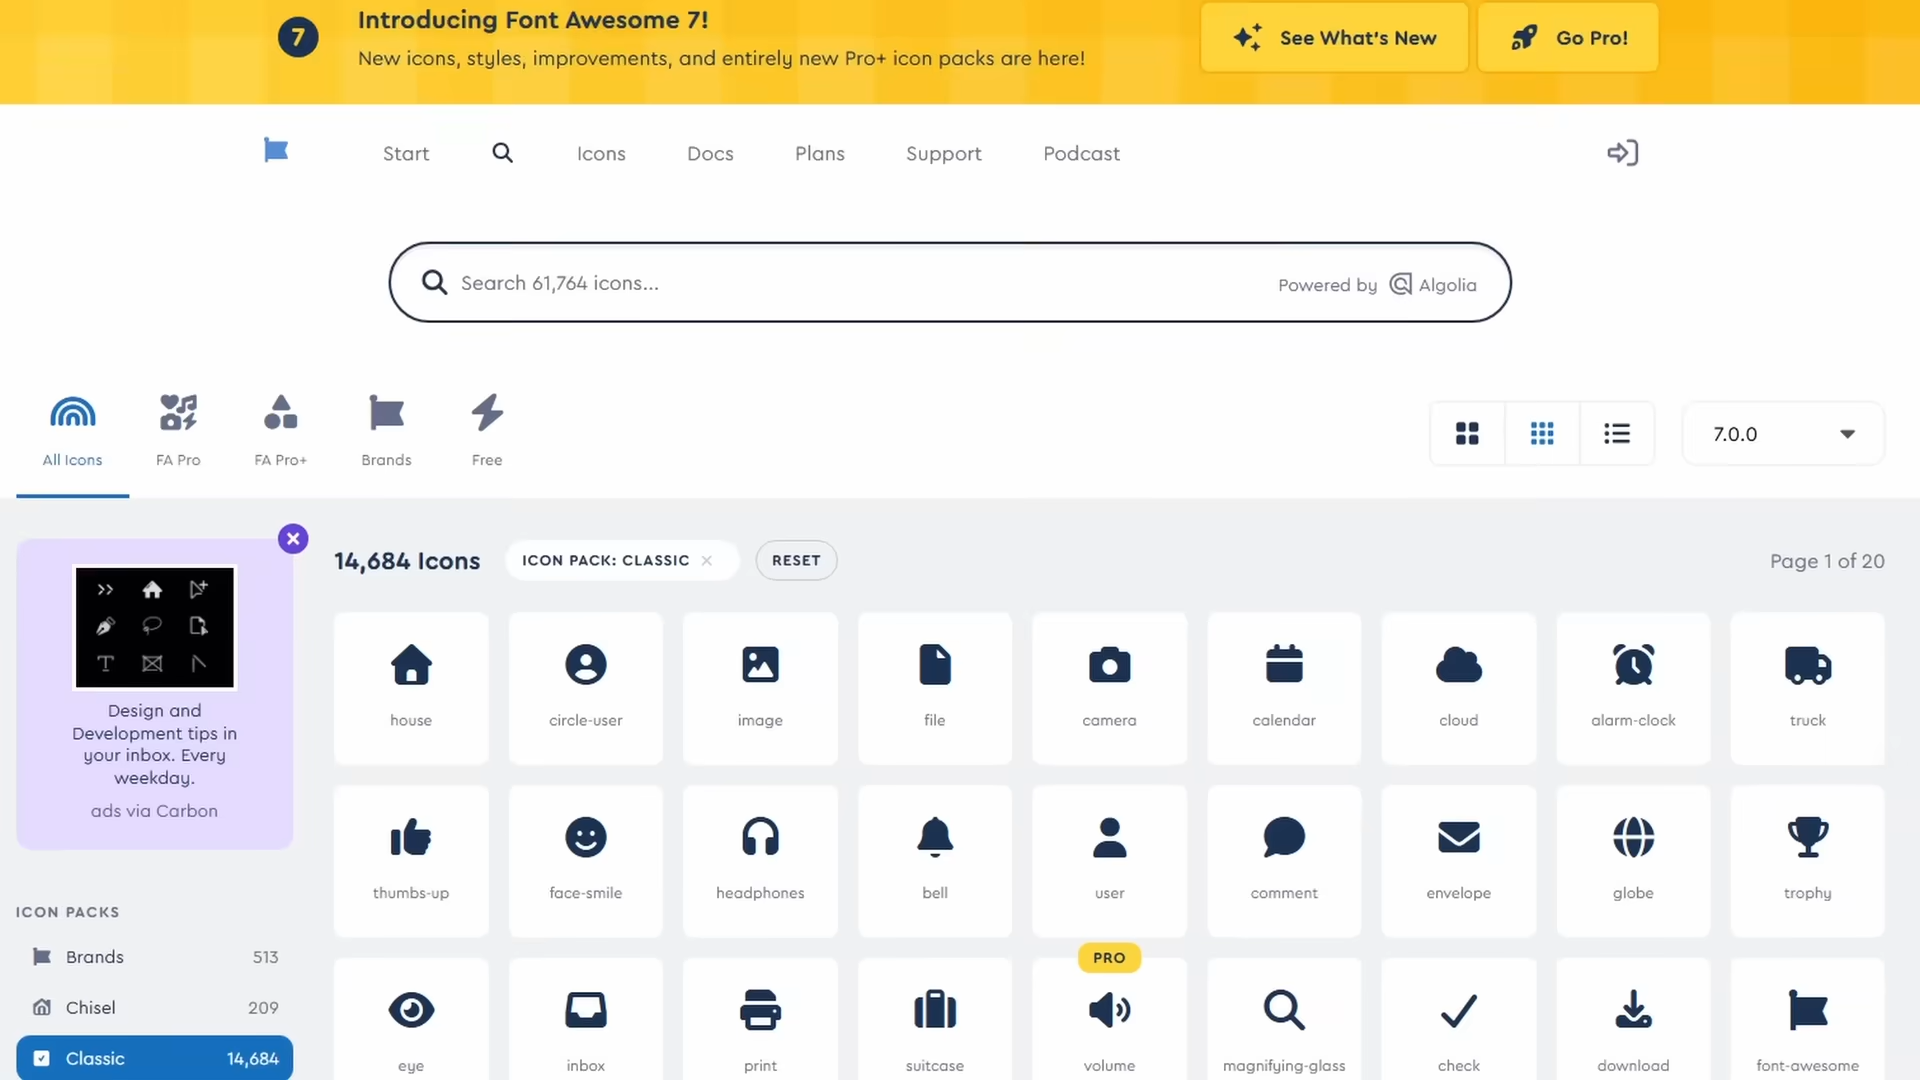 Introducing Font Awesome 7!
7
New icons, styles, improvements, and entirely new Pro+ icon packs are here!
See What's New
Go Pro!
Start
Icons
Docs
Plans
Support
Podcast
Search 61,764 icons...
Powered by Algolia
All Icons
FA Pro
FA Pro+
Brands
Free
7.0.0
14,684 Icons
ICON PACK: CLASSIC
RESET
Page 1 of 20
Design and
Development tips in
your inbox. Every
weekday.
ads via Carbon
house
circle-user
image
file
camera
calendar
cloud
alarm-clock
truck
thumbs-up
face-smile
headphones
bell
user
comment
envelope
globe
trophy
ICON PACKS
Brands 513
Chisel 209
Classic 14,684
PRO
eye
inbox
print
suitcase
volume
magnifying-glass
check
download
font-awesome